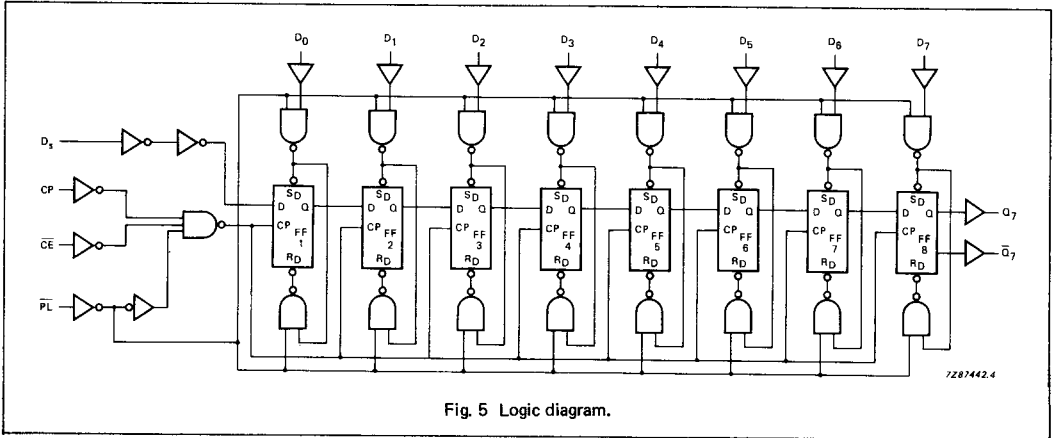 D0 D1 D2 D3 D4 D5 D6 D7
Ds
CP
CE
PL
SD SD SD SD SD SD SD SD
D Q D Q D Q D Q D Q D Q D Q D Q
CP FF 1 CP FF 2 CP FF 3 CP FF 4 CP FF 5 CP FF 6 CP FF 7 CP FF 8
RD RD RD RD RD RD RD RD
Q7
Q̅7
7Z87442.4
Fig. 5 Logic diagram.